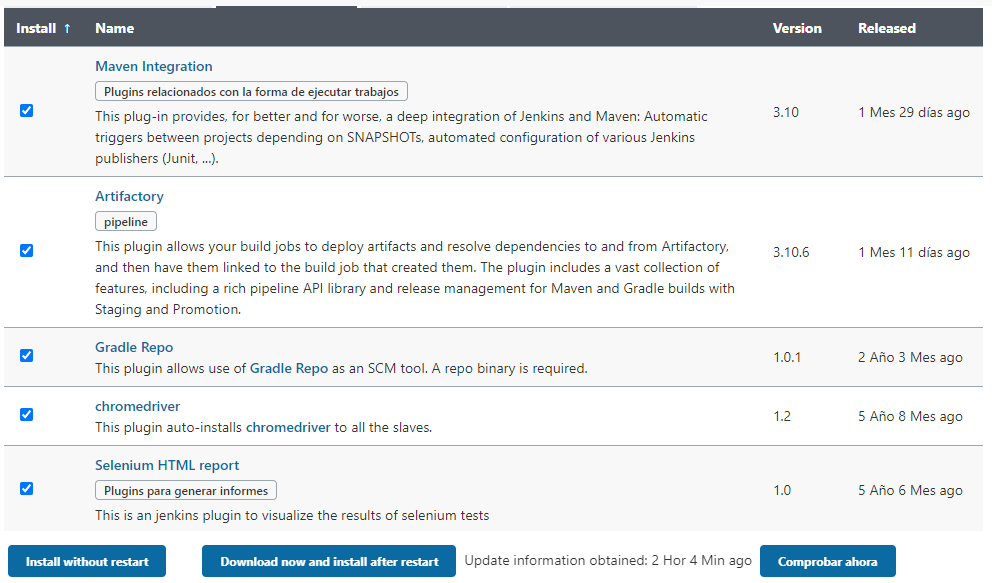 Install ↑ Name Version Released
Maven Integration
Plugins relacionados con la forma de ejecutar trabajos
This plug-in provides, for better and for worse, a deep integration of Jenkins and Maven: Automatic
triggers between projects depending on SNAPSHOTs, automated configuration of various Jenkins
publishers (Junit, ...).
3.10 1 Mes 29 días ago
Artifactory
pipeline
This plugin allows your build jobs to deploy artifacts and resolve dependencies to and from Artifactory,
and then have them linked to the build job that created them. The plugin includes a vast collection of
features, including a rich pipeline API library and release management for Maven and Gradle builds with
Staging and Promotion.
3.10.6 1 Mes 11 días ago
Gradle Repo
This plugin allows use of Gradle Repo as an SCM tool. A repo binary is required.
1.0.1 2 Año 3 Mes ago
chromedriver
This plugin auto-installs chromedriver to all the slaves.
1.2 5 Año 8 Mes ago
Selenium HTML report
Plugins para generar informes
This is an jenkins plugin to visualize the results of selenium tests
1.0 5 Año 6 Mes ago
Install without restart Download now and install after restart Update information obtained: 2 Hor 4 Min ago Comprobar ahora